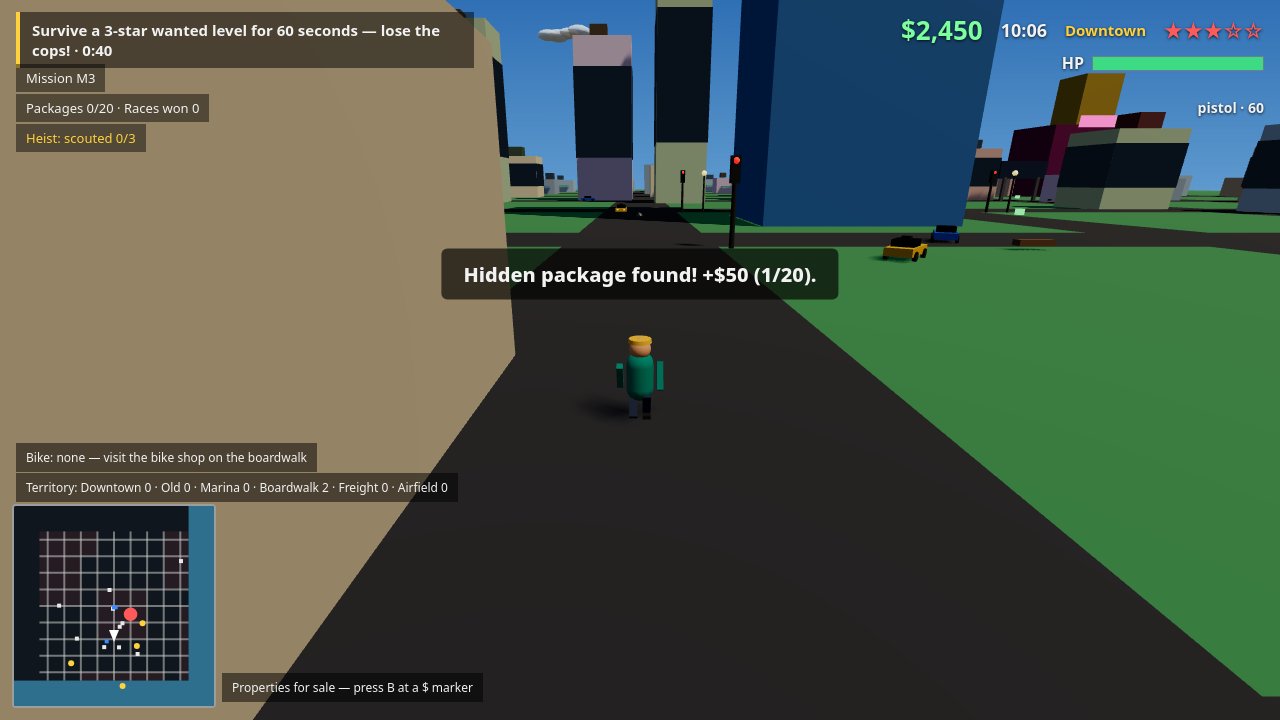 Survive a 3-star wanted level for 60 seconds — lose the
cops! · 0:40
$2,450 10:06 Downtown ★★★☆☆
HP
Mission M3
Packages 0/20 · Races won 0
pistol · 60
Heist: scouted 0/3
Hidden package found! +$50 (1/20).
Bike: none — visit the bike shop on the boardwalk
Territory: Downtown 0 · Old 0 · Marina 0 · Boardwalk 2 · Freight 0 · Airfield 0
Properties for sale — press B at a $ marker